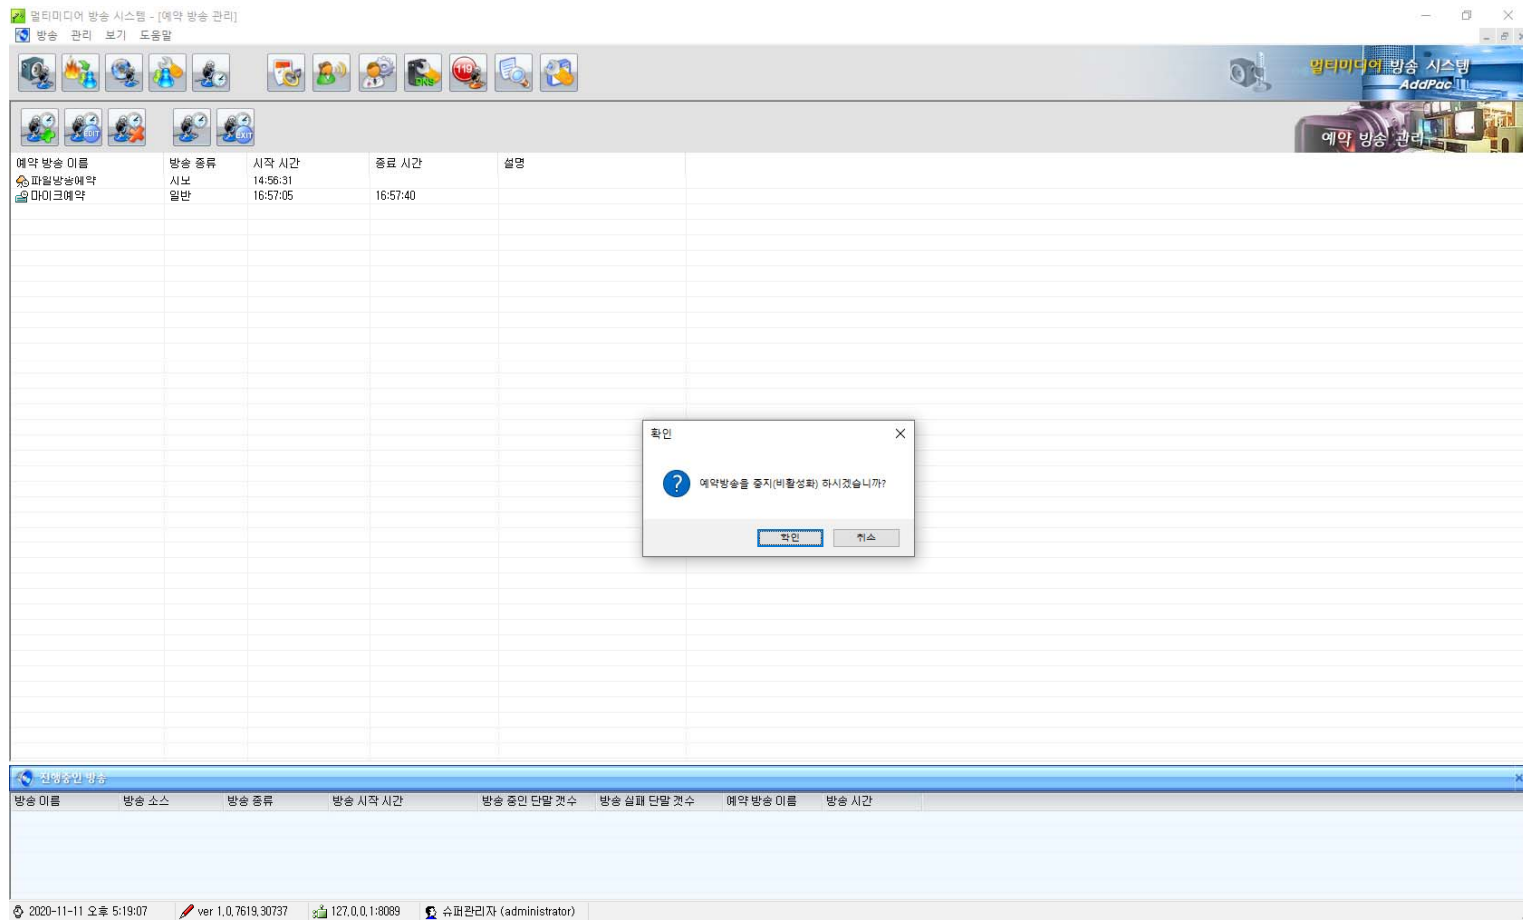 멀티미디어 방송 시스템 - [예약 방송 관리]
방송 관리 보기 도움말
DKS
119
멀티미디어 방송 시스템
AddPac
EDIT
EXIT
예약 방송 관리
예약 방송 이름 방송 종류 시작 시간 종료 시간 설명
파일방송예약 시보 14:56:31
마이크예약 일반 16:57:05 16:57:40
확인
예약방송을 중지(비활성화) 하시겠습니까?
확인 취소
진행중인 방송
방송 이름 방송 소스 방송 종류 방송 시작 시간 방송 중인 단말 갯수 방송 실패 단말 갯수 예약 방송 이름 방송 시간
2020-11-11 오후 5:19:07 ver 1,0,7619,30737 127,0,0,1:8089 슈퍼관리자 (administrator)